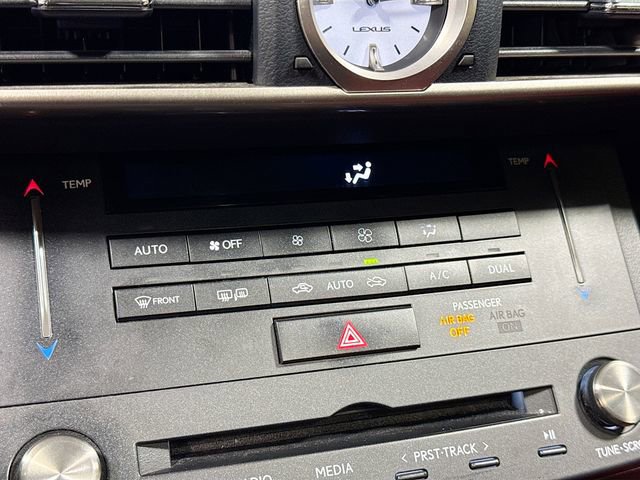 LEXUS
TEMP
TEMP
AUTO
OFF
FRONT
AUTO
A/C
DUAL
PASSENGER
AIR BAG
OFF
AIR BAG
ON
MEDIA
< PRST·TRACK >